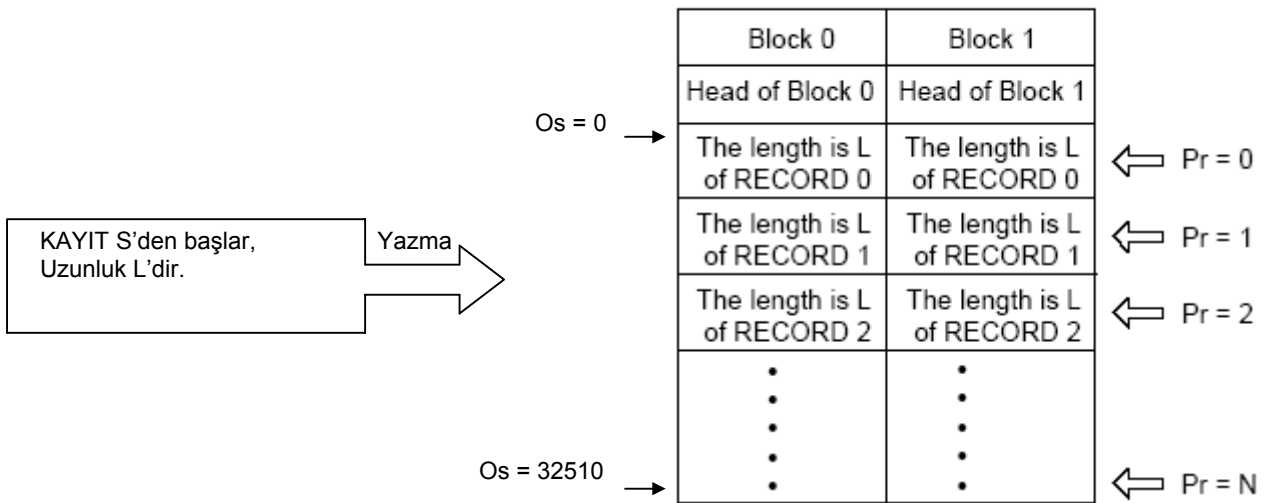 Block 0 Block 1
Head of Block 0 Head of Block 1
Os = 0
The length is L The length is L
of RECORD 0 of RECORD 0
Pr = 0
KAYIT S’den başlar,
Uzunluk L’dir.
Yazma
The length is L The length is L
of RECORD 1 of RECORD 1
Pr = 1
The length is L The length is L
of RECORD 2 of RECORD 2
Pr = 2
Os = 32510
Pr = N